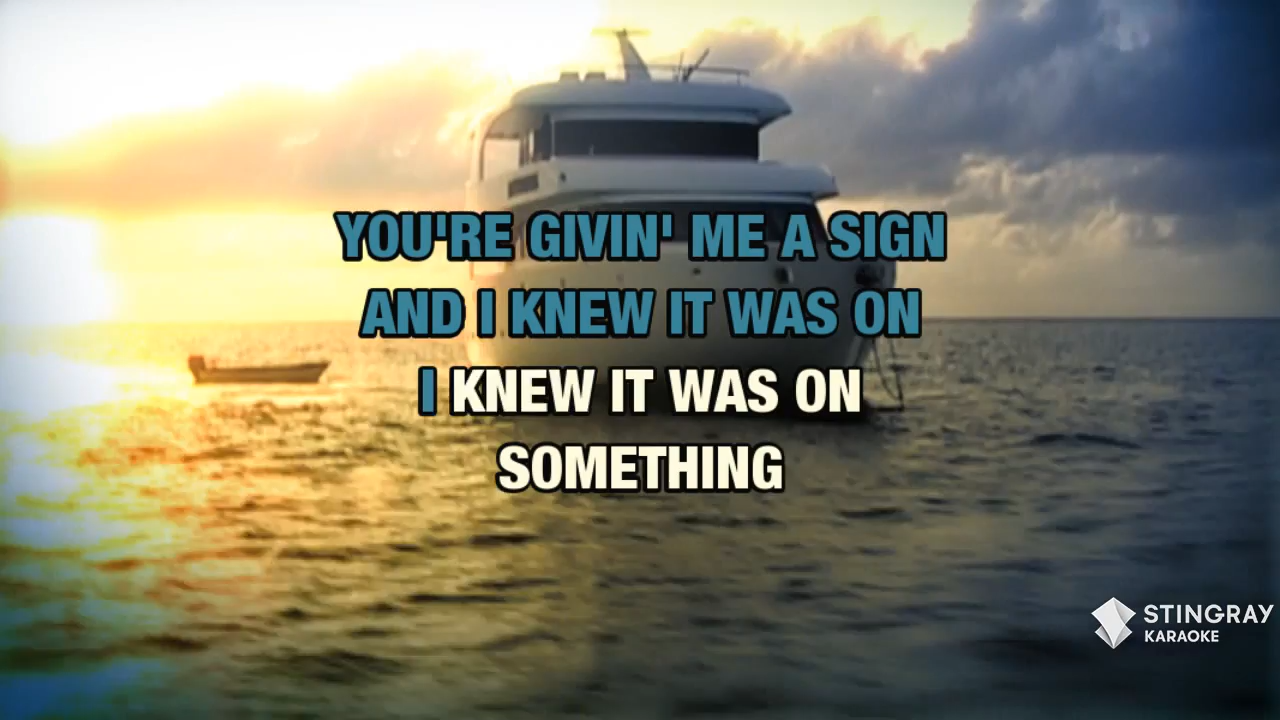 YOU'RE GIVIN' ME A SIGN
AND I KNEW IT WAS ON
I KNEW IT WAS ON
SOMETHING
STINGRAY
KARAOKE